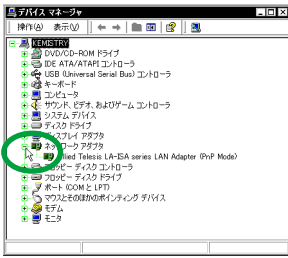 デバイス マネージャ
操作(A) 表示(V)
KEMISTRY
DVD/CD-ROM ドライブ
IDE ATA/ATAPI コントローラ
USB (Universal Serial Bus) コントローラ
キーボード
コンピュータ
サウンド、ビデオ、およびゲーム コントローラ
システム デバイス
ディスク ドライブ
ディスプレイ アダプタ
ネットワーク アダプタ
Allied Telesis LA-ISA series LAN Adapter (PnP Mode)
フロッピー ディスク コントローラ
フロッピー ディスク ドライブ
ポート (COM と LPT)
マウスとそのほかのポインティング デバイス
モデム
モニタ